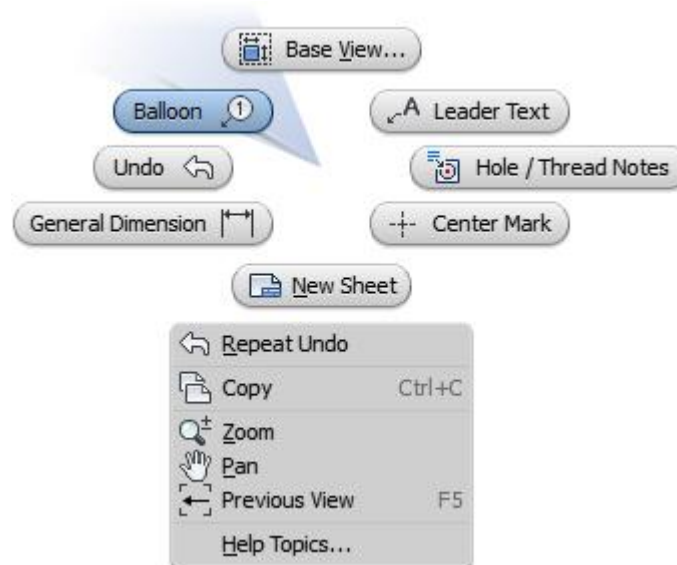 Base View...
Balloon 1
Leader Text
Undo
Hole / Thread Notes
General Dimension
Center Mark
New Sheet
Repeat Undo
Copy Ctrl+C
Zoom
Pan
Previous View F5
Help Topics...